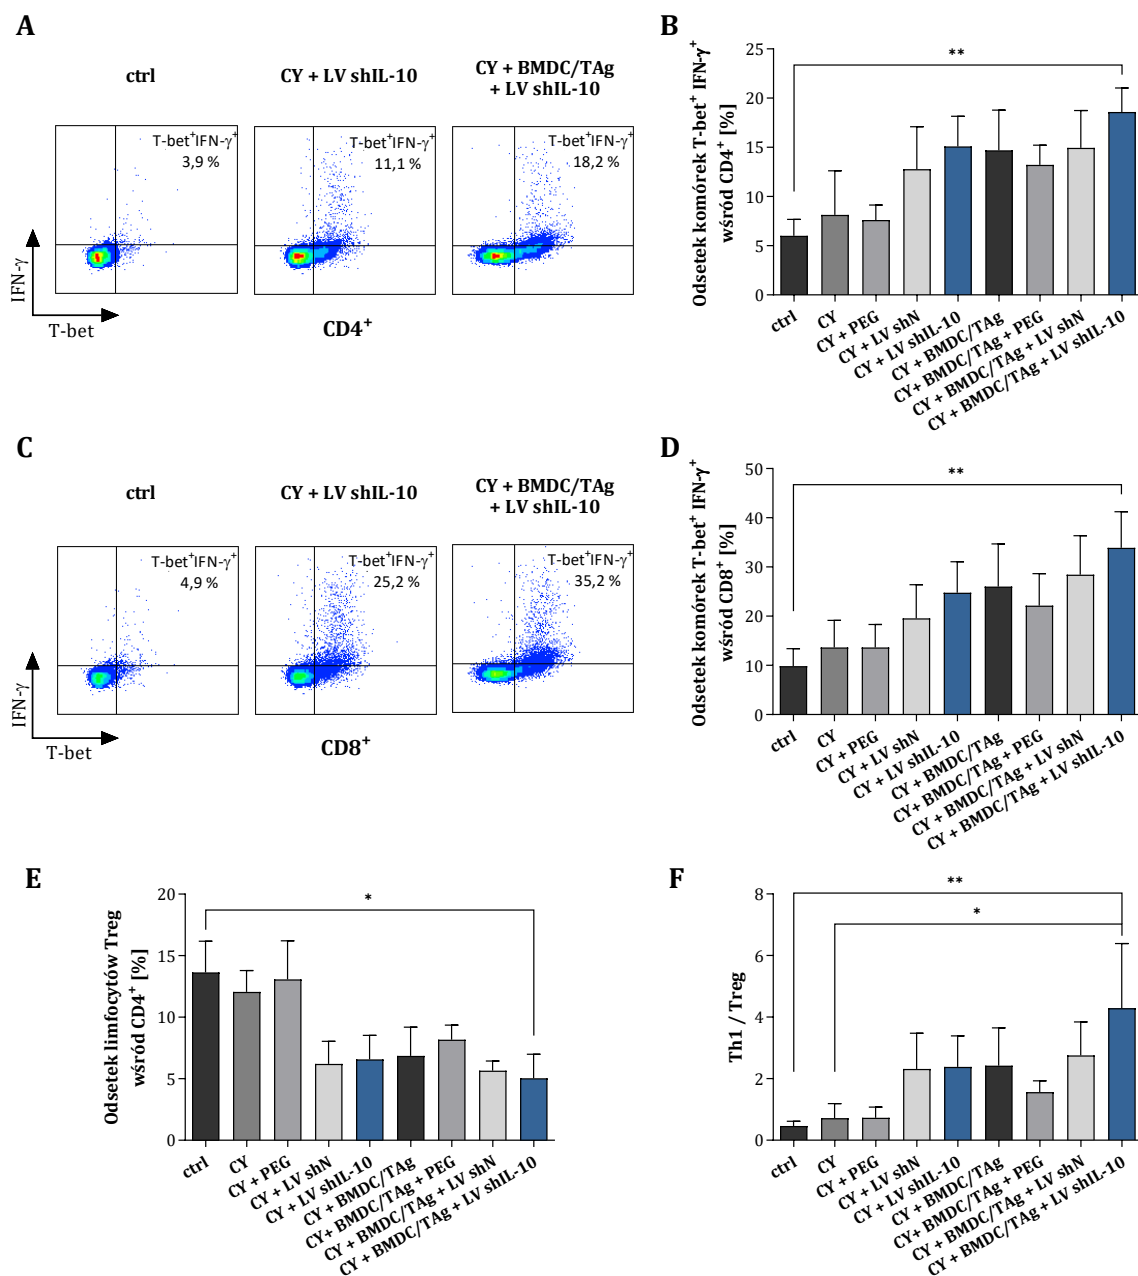 A
ctrl
CY + LV shIL-10
CY + BMDC/TAg
+ LV shIL-10
T-bet⁺IFN-γ⁺
3,9 %
T-bet⁺IFN-γ⁺
11,1 %
T-bet⁺IFN-γ⁺
18,2 %
IFN-γ
T-bet
CD4⁺
B
Odsetek komórek T-bet⁺ IFN-γ⁺
wśród CD4⁺ [%]
25
20
15
10
5
0
**
ctrl
CY
CY + PEG
CY + LV shN
CY + LV shIL-10
CY + BMDC/TAg
CY+ BMDC/TAg + PEG
CY + BMDC/TAg + LV shN
CY + BMDC/TAg + LV shIL-10
C
ctrl
CY + LV shIL-10
CY + BMDC/TAg
+ LV shIL-10
T-bet⁺IFN-γ⁺
4,9 %
T-bet⁺IFN-γ⁺
25,2 %
T-bet⁺IFN-γ⁺
35,2 %
IFN-γ
T-bet
CD8⁺
D
Odsetek komórek T-bet⁺ IFN-γ⁺
wśród CD8⁺ [%]
50
40
30
20
10
0
**
ctrl
CY
CY + PEG
CY + LV shN
CY + LV shIL-10
CY + BMDC/TAg
CY+ BMDC/TAg + PEG
CY + BMDC/TAg + LV shN
CY + BMDC/TAg + LV shIL-10
E
Odsetek limfocytów Treg
wśród CD4⁺ [%]
20
15
10
5
0
*
ctrl
CY
CY + PEG
CY + LV shN
CY + LV shIL-10
CY + BMDC/TAg
CY+ BMDC/TAg + PEG
CY + BMDC/TAg + LV shN
CY + BMDC/TAg + LV shIL-10
F
Th1 / Treg
8
6
4
2
0
**
*
ctrl
CY
CY + PEG
CY + LV shN
CY + LV shIL-10
CY + BMDC/TAg
CY+ BMDC/TAg + PEG
CY + BMDC/TAg + LV shN
CY + BMDC/TAg + LV shIL-10